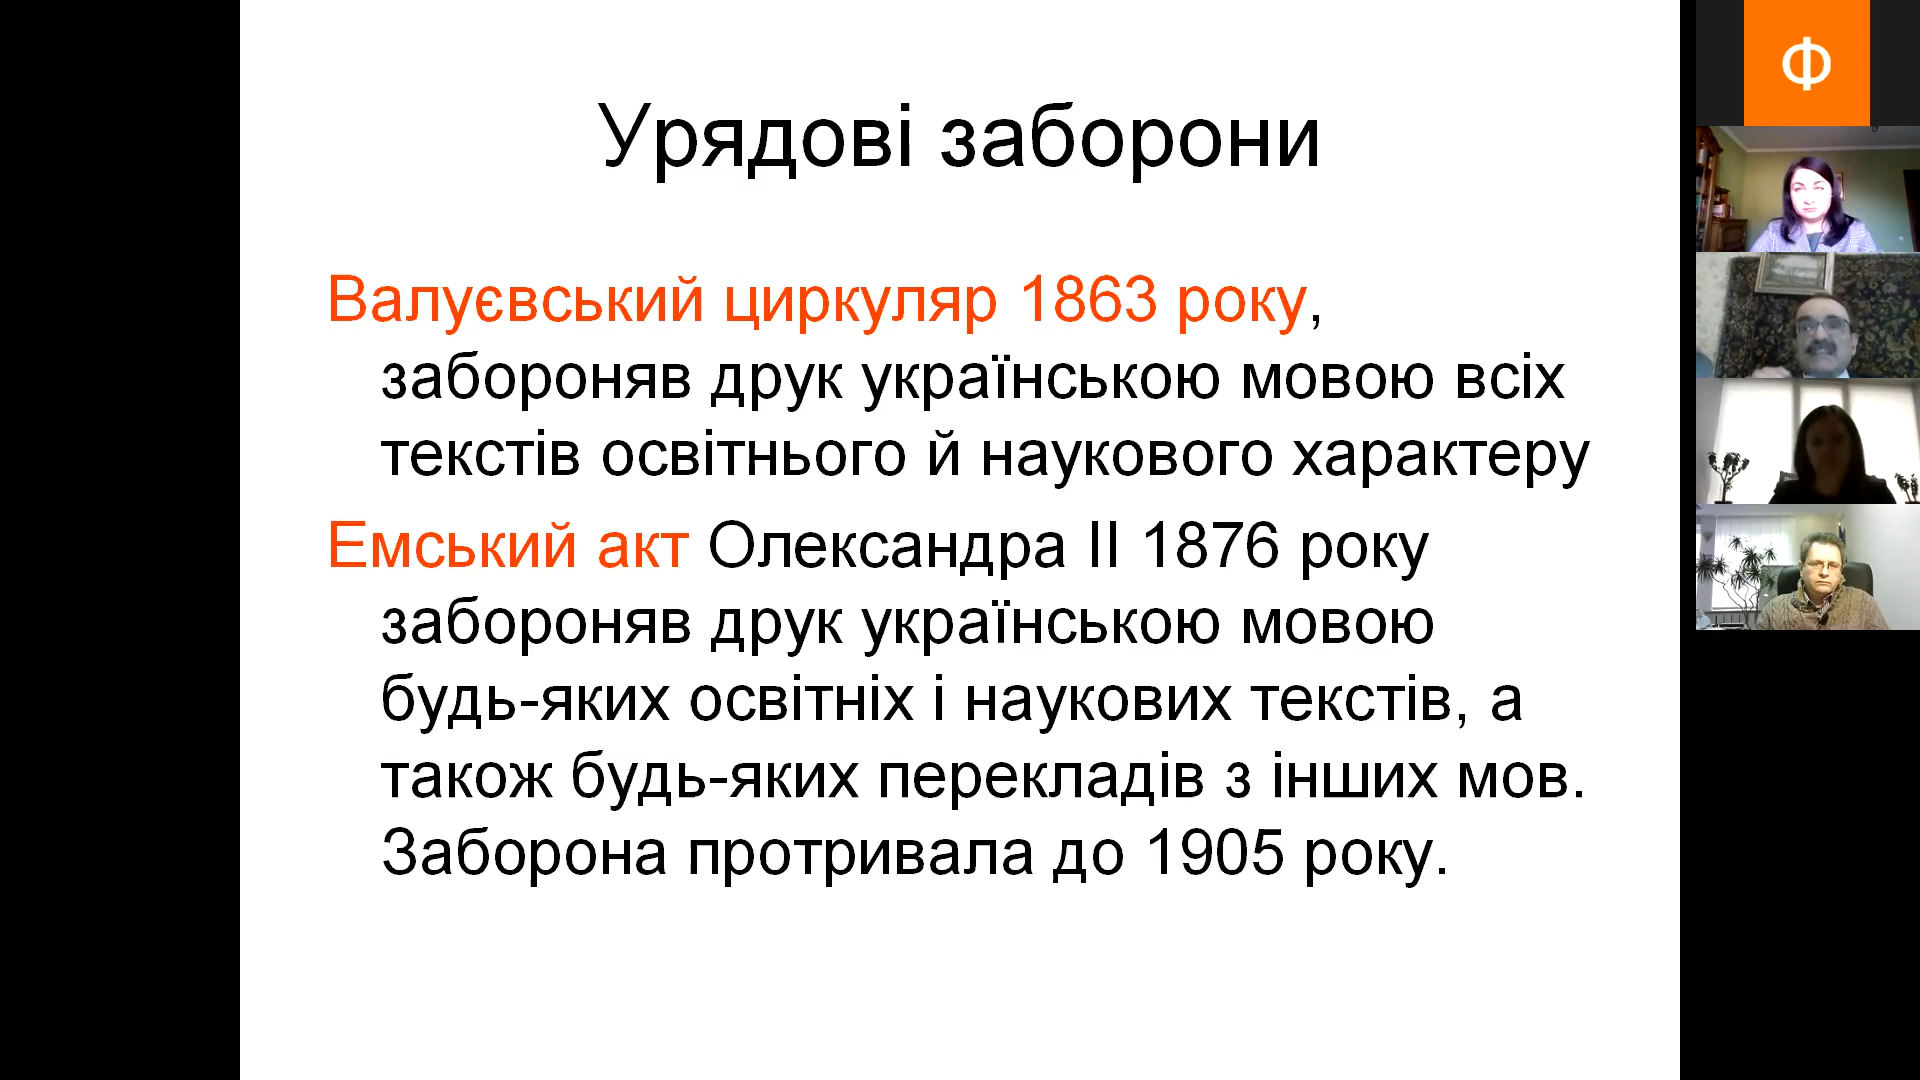 Урядові заборони
Валуєвський циркуляр 1863 року,
забороняв друк українською мовою всіх
текстів освітнього й наукового характеру
Емський акт Олександра ІІ 1876 року
забороняв друк українською мовою
будь-яких освітніх і наукових текстів, а
також будь-яких перекладів з інших мов.
Заборона протривала до 1905 року.
Ф